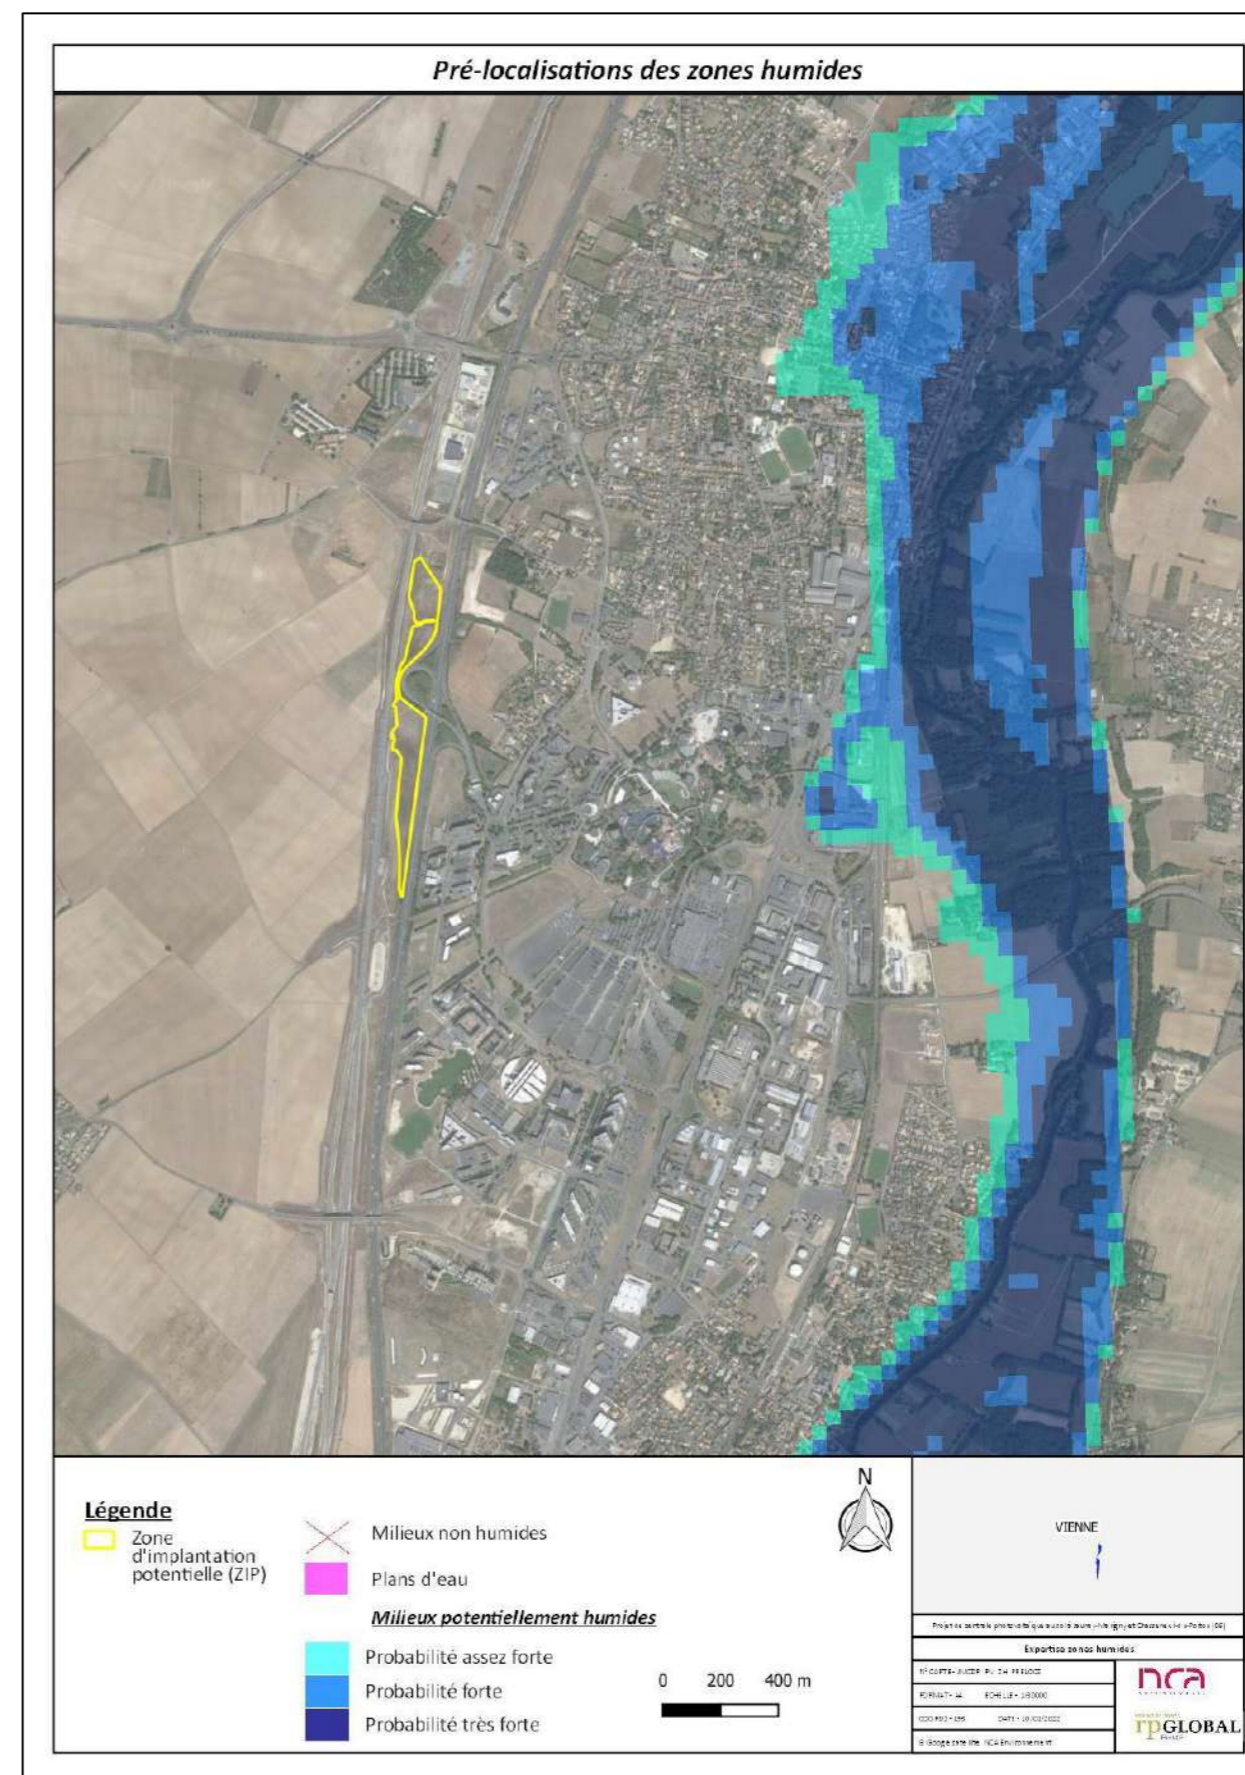 Pré-localisations des zones humides
Légende
Zone
d'implantation
potentielle (ZIP)
Milieux non humides
Plans d'eau
Milieux potentiellement humides
Probabilité assez forte
Probabilité forte
Probabilité très forte
0 200 400 m
N
VIENNE
Expertise zones humides
nca
rpGLOBAL